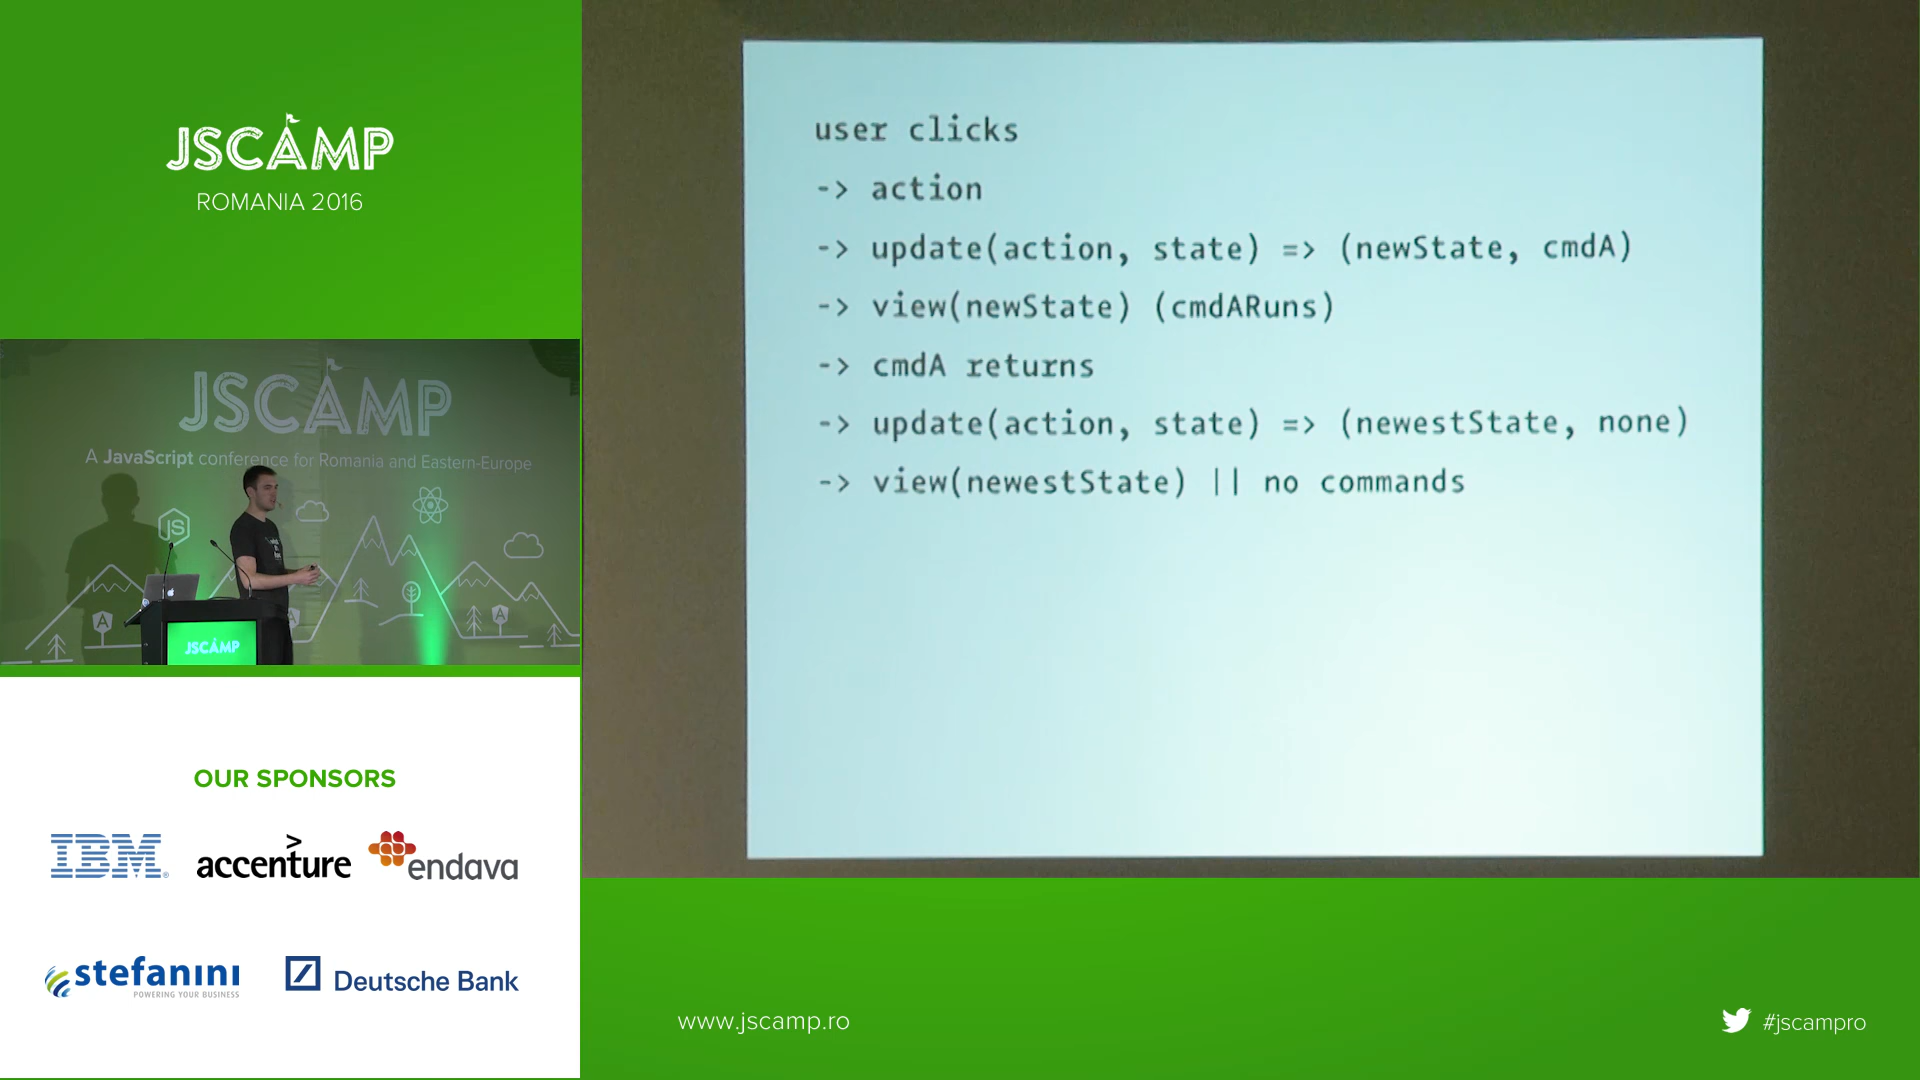 JSCAMP
ROMANIA 2016
JSCAMP
A JavaScript conference for Romania and Eastern-Europe
JS
A
A
JSCAMP
OUR SPONSORS
IBM®
accenture
endava
stefanini
POWERING YOUR BUSINESS
Deutsche Bank
user clicks
-> action
-> update(action, state) => (newState, cmdA)
-> view(newState) (cmdARuns)
-> cmdA returns
-> update(action, state) => (newestState, none)
-> view(newestState) || no commands
www.jscamp.ro
#jscampro